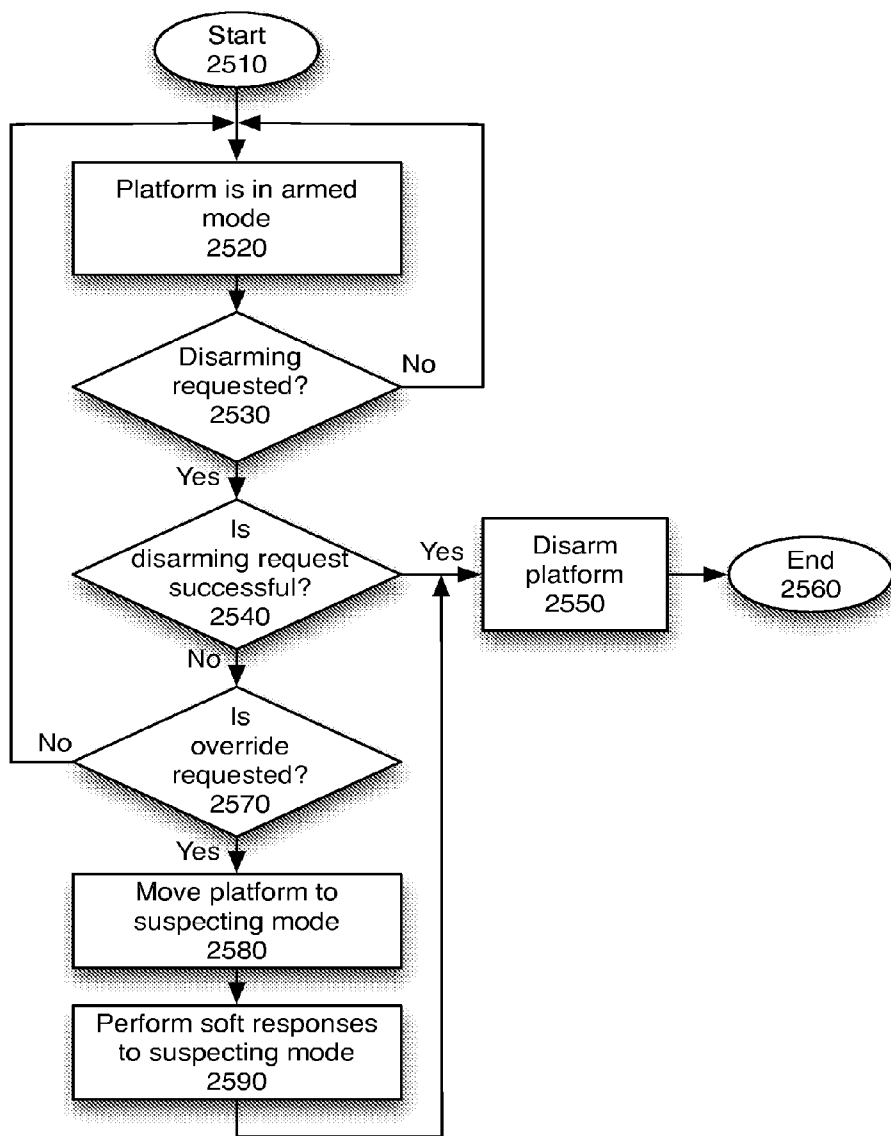 Start
2510
Platform is in armed
mode
2520
Disarming
requested?
2530
No
Yes
Is
disarming request
successful?
2540
Yes
Disarm
platform
2550
End
2560
No
Is
override
requested?
2570
No
Yes
Move platform to
suspecting mode
2580
Perform soft responses
to suspecting mode
2590